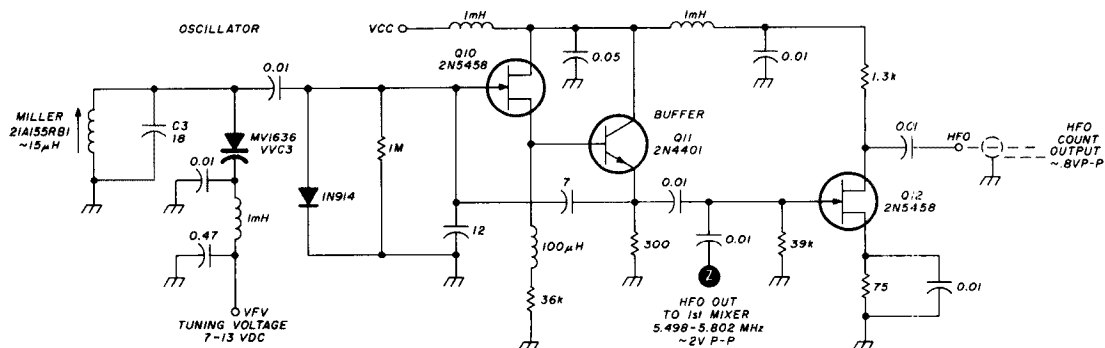 OSCILLATOR
VCC
1mH
1mH
Q10
2N5458
0.05
0.01
1.3k
0.01
MILLER
21A155RB1
~15μH
C3
18
MV1636
VVC3
1M
BUFFER
Q11
2N4401
0.01
HFO
HFO
COUNT
OUTPUT
~.8VP-P
0.01
1N914
7
0.01
Q12
2N5458
1mH
12
100μH
300
0.01
39k
0.47
36k
Z
75
0.01
VFV
TUNING VOLTAGE
7-13 VDC
HFO OUT
TO 1st MIXER
5.498-5.802 MHz
~2V P-P